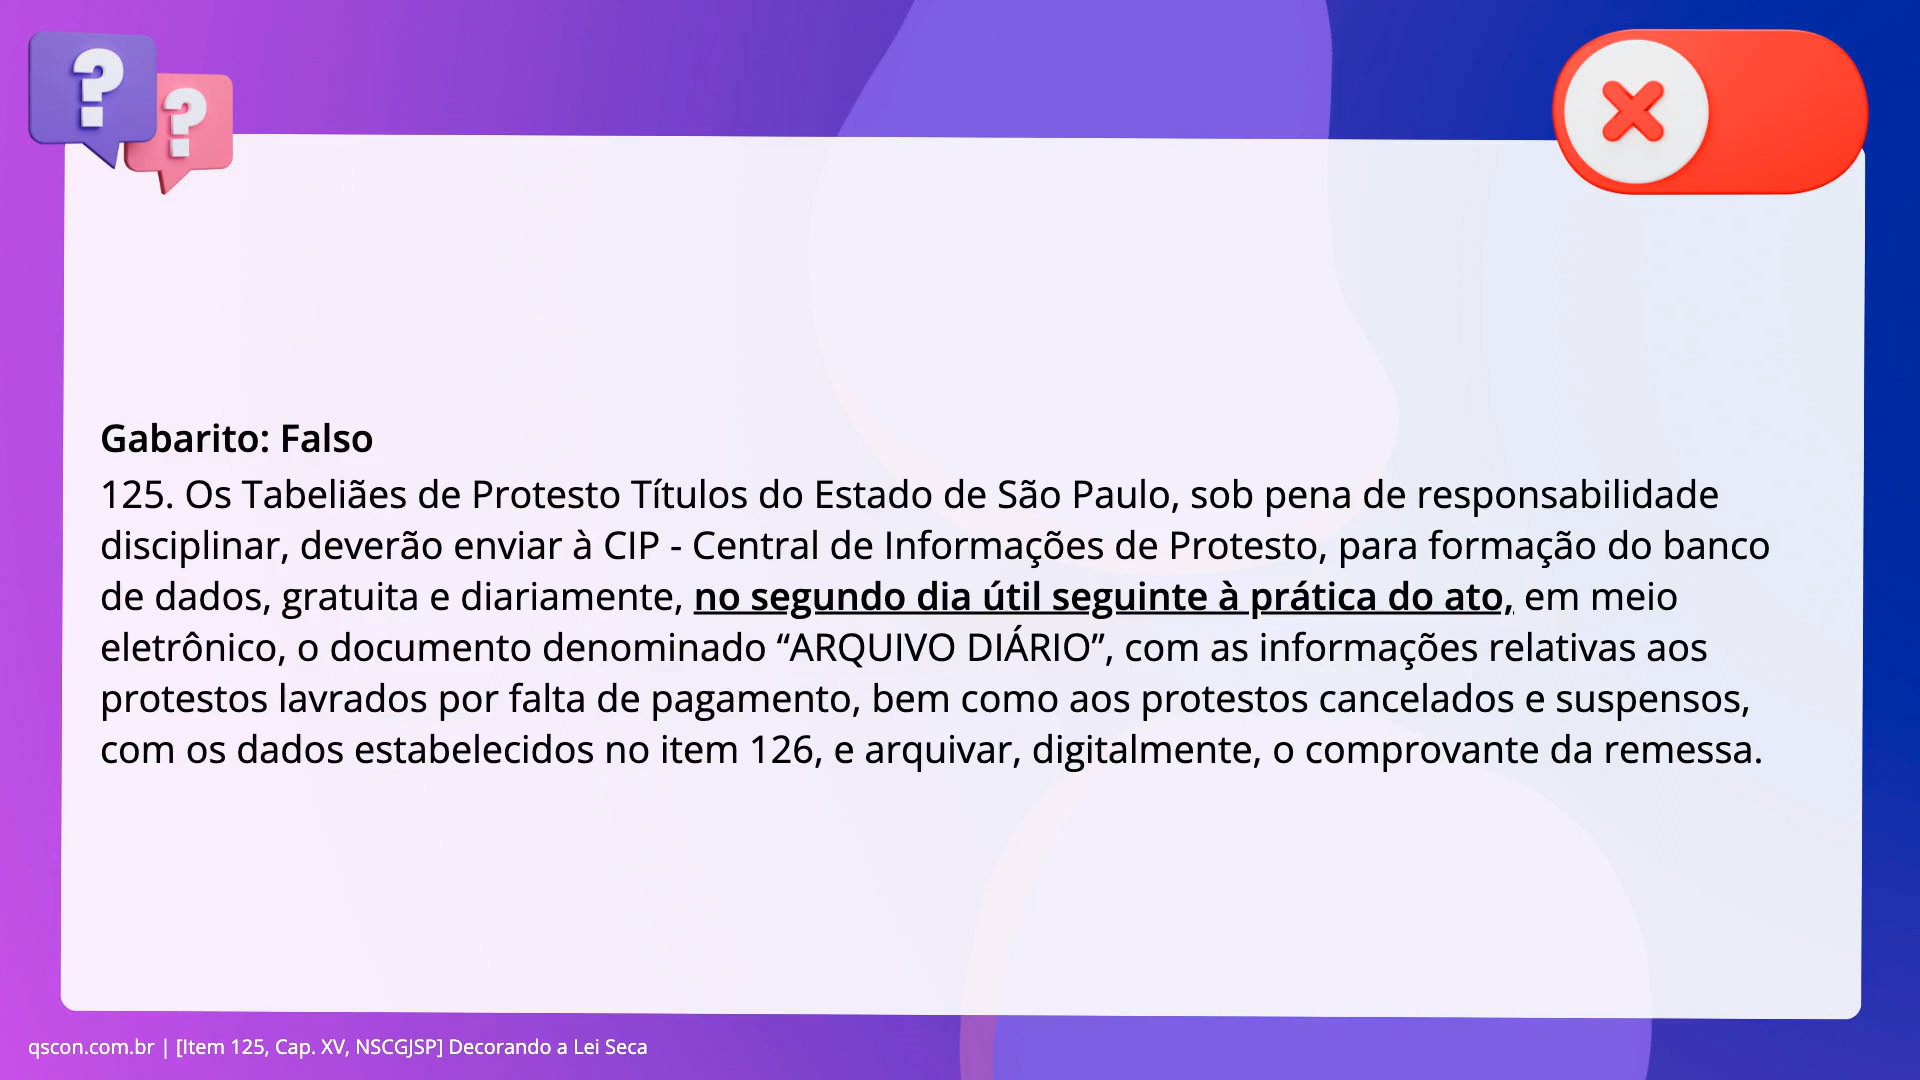 ?
?
Gabarito: Falso
125. Os Tabeliães de Protesto Títulos do Estado de São Paulo, sob pena de responsabilidade
disciplinar, deverão enviar à CIP - Central de Informações de Protesto, para formação do banco
de dados, gratuita e diariamente, no segundo dia útil seguinte à prática do ato, em meio
eletrônico, o documento denominado “ARQUIVO DIÁRIO”, com as informações relativas aos
protestos lavrados por falta de pagamento, bem como aos protestos cancelados e suspensos,
com os dados estabelecidos no item 126, e arquivar, digitalmente, o comprovante da remessa.
qscon.com.br | [Item 125, Cap. XV, NSCGJSP] Decorando a Lei Seca